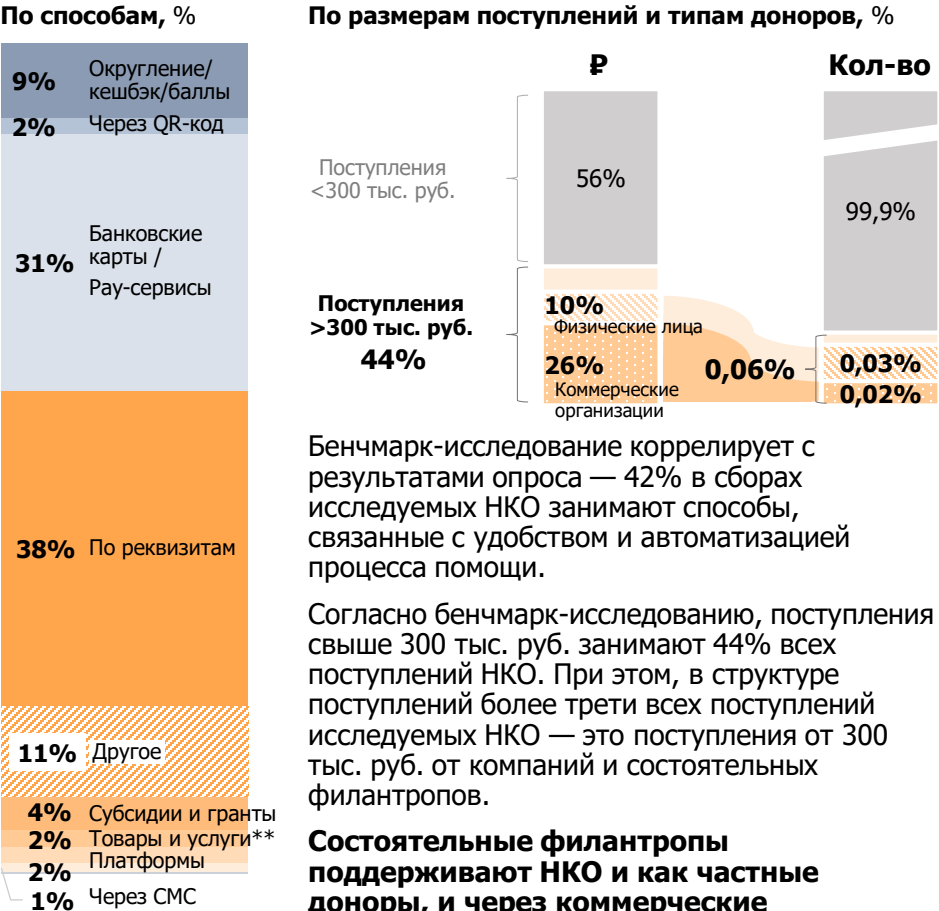 По способам, %
9%
Округление/
кешбэк/баллы
2% Через QR-код
31%
Банковские
карты /
Pay-сервисы
38% По реквизитам
11% Другое
4% Субсидии и гранты
2% Товары и услуги**
2% Платформы
1% Через СМС
По размерам поступлений и типам доноров, %
₽
Кол-во
Поступления
<300 тыс. руб.
56%
99,9%
Поступления
>300 тыс. руб.
44%
10%
Физические лица
26%
Коммерческие
организации
0,06%
0,03%
0,02%
Бенчмарк-исследование коррелирует с
результатами опроса — 42% в сборах
исследуемых НКО занимают способы,
связанные с удобством и автоматизацией
процесса помощи.
Согласно бенчмарк-исследованию, поступления
свыше 300 тыс. руб. занимают 44% всех
поступлений НКО. При этом, в структуре
поступлений более трети всех поступлений
исследуемых НКО — это поступления от 300
тыс. руб. от компаний и состоятельных
филантропов.
Состоятельные филантропы
поддерживают НКО и как частные
доноры, и через коммерческие